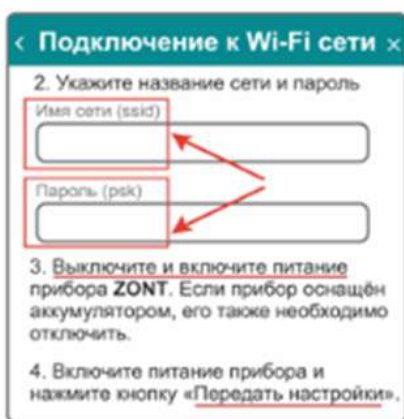 ‹ Подключение к Wi-Fi сети ×
2. Укажите название сети и пароль
Имя сети (ssid)
Пароль (psk)
3. Выключите и включите питание
прибора ZONT. Если прибор оснащён
аккумулятором, его также необходимо
отключить.
4. Включите питание прибора и
нажмите кнопку «Передать настройки».